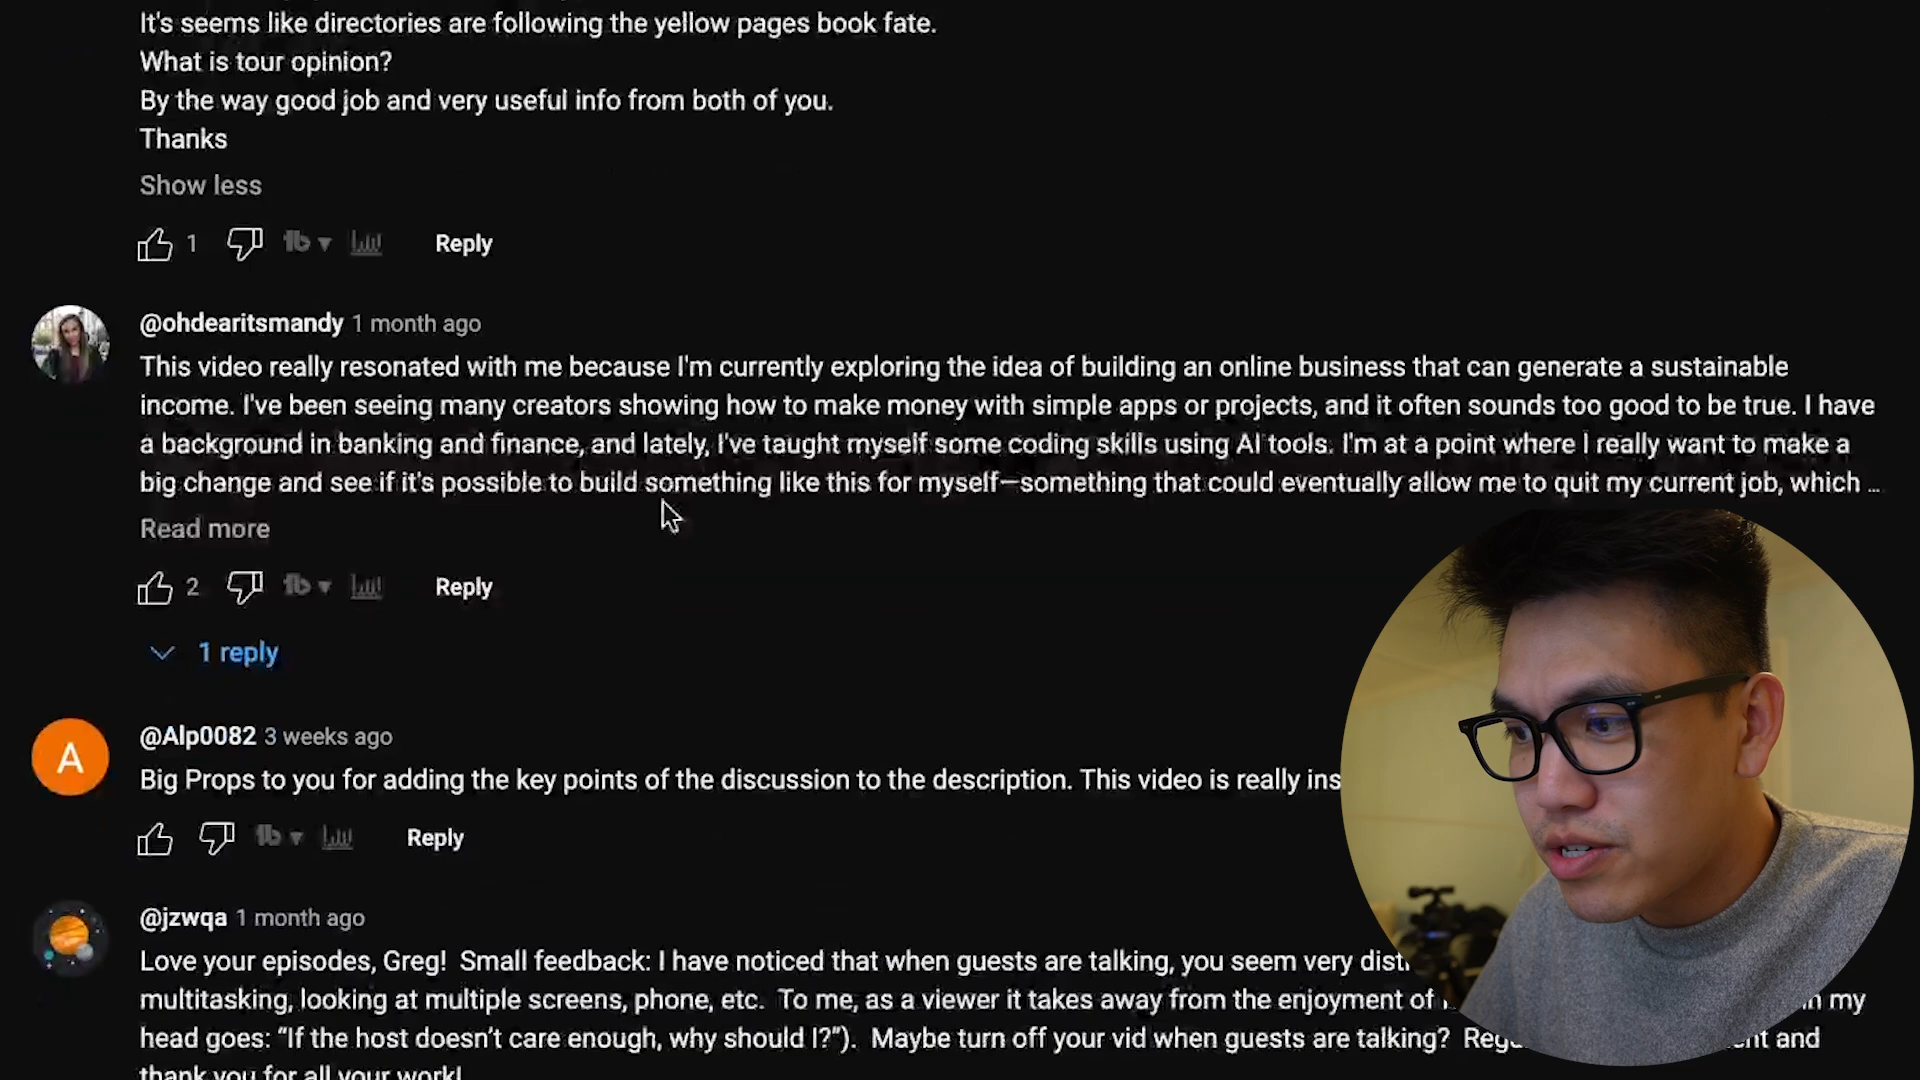 It's seems like directories are following the yellow pages book fate.
What is tour opinion?
By the way good job and very useful info from both of you.
Thanks
Show less
1 Reply
@ohdearitsmandy 1 month ago
This video really resonated with me because I'm currently exploring the idea of building an online business that can generate a sustainable
income. I've been seeing many creators showing how to make money with simple apps or projects, and it often sounds too good to be true. I have
a background in banking and finance, and lately, I've taught myself some coding skills using AI tools. I'm at a point where I really want to make a
big change and see if it's possible to build something like this for myself—something that could eventually allow me to quit my current job, which ...
Read more
2 Reply
1 reply
A
@Alp0082 3 weeks ago
Big Props to you for adding the key points of the discussion to the description. This video is really
Reply
@jzwqa 1 month ago
Love your episodes, Greg! Small feedback: I have noticed that when guests are talking, you seem very
multitasking, looking at multiple screens, phone, etc. To me, as a viewer it takes away from the enjoyment of my
head goes: “If the host doesn’t care enough, why should I?”). Maybe turn off your vid when guests are talking? and
thank you for all your work!